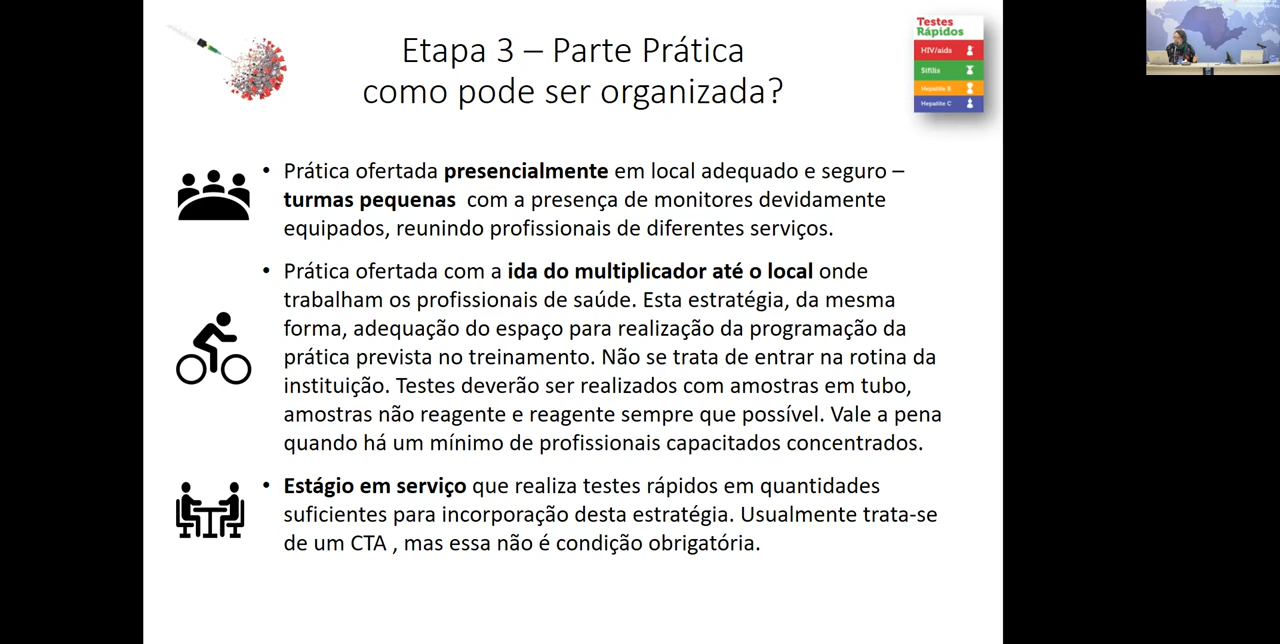 Etapa 3 – Parte Prática
como pode ser organizada?
Testes
Rápidos
HIV/aids
Sífilis
Hepatite B
Hepatite C
• Prática ofertada presencialmente em local adequado e seguro –
turmas pequenas com a presença de monitores devidamente
equipados, reunindo profissionais de diferentes serviços.
• Prática ofertada com a ida do multiplicador até o local onde
trabalham os profissionais de saúde. Esta estratégia, da mesma
forma, adequação do espaço para realização da programação da
prática prevista no treinamento. Não se trata de entrar na rotina da
instituição. Testes deverão ser realizados com amostras em tubo,
amostras não reagente e reagente sempre que possível. Vale a pena
quando há um mínimo de profissionais capacitados concentrados.
• Estágio em serviço que realiza testes rápidos em quantidades
suficientes para incorporação desta estratégia. Usualmente trata-se
de um CTA , mas essa não é condição obrigatória.